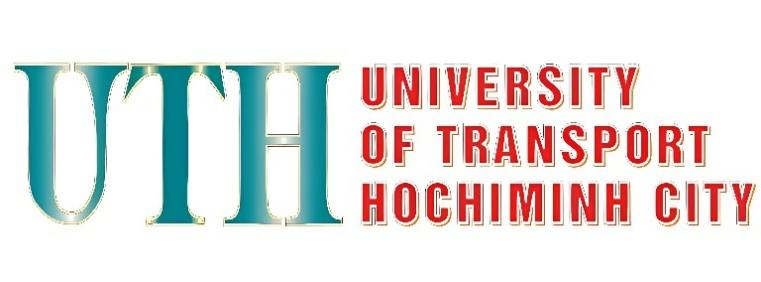 UTH
UNIVERSITY
OF TRANSPORT
HOCHIMINH CITY